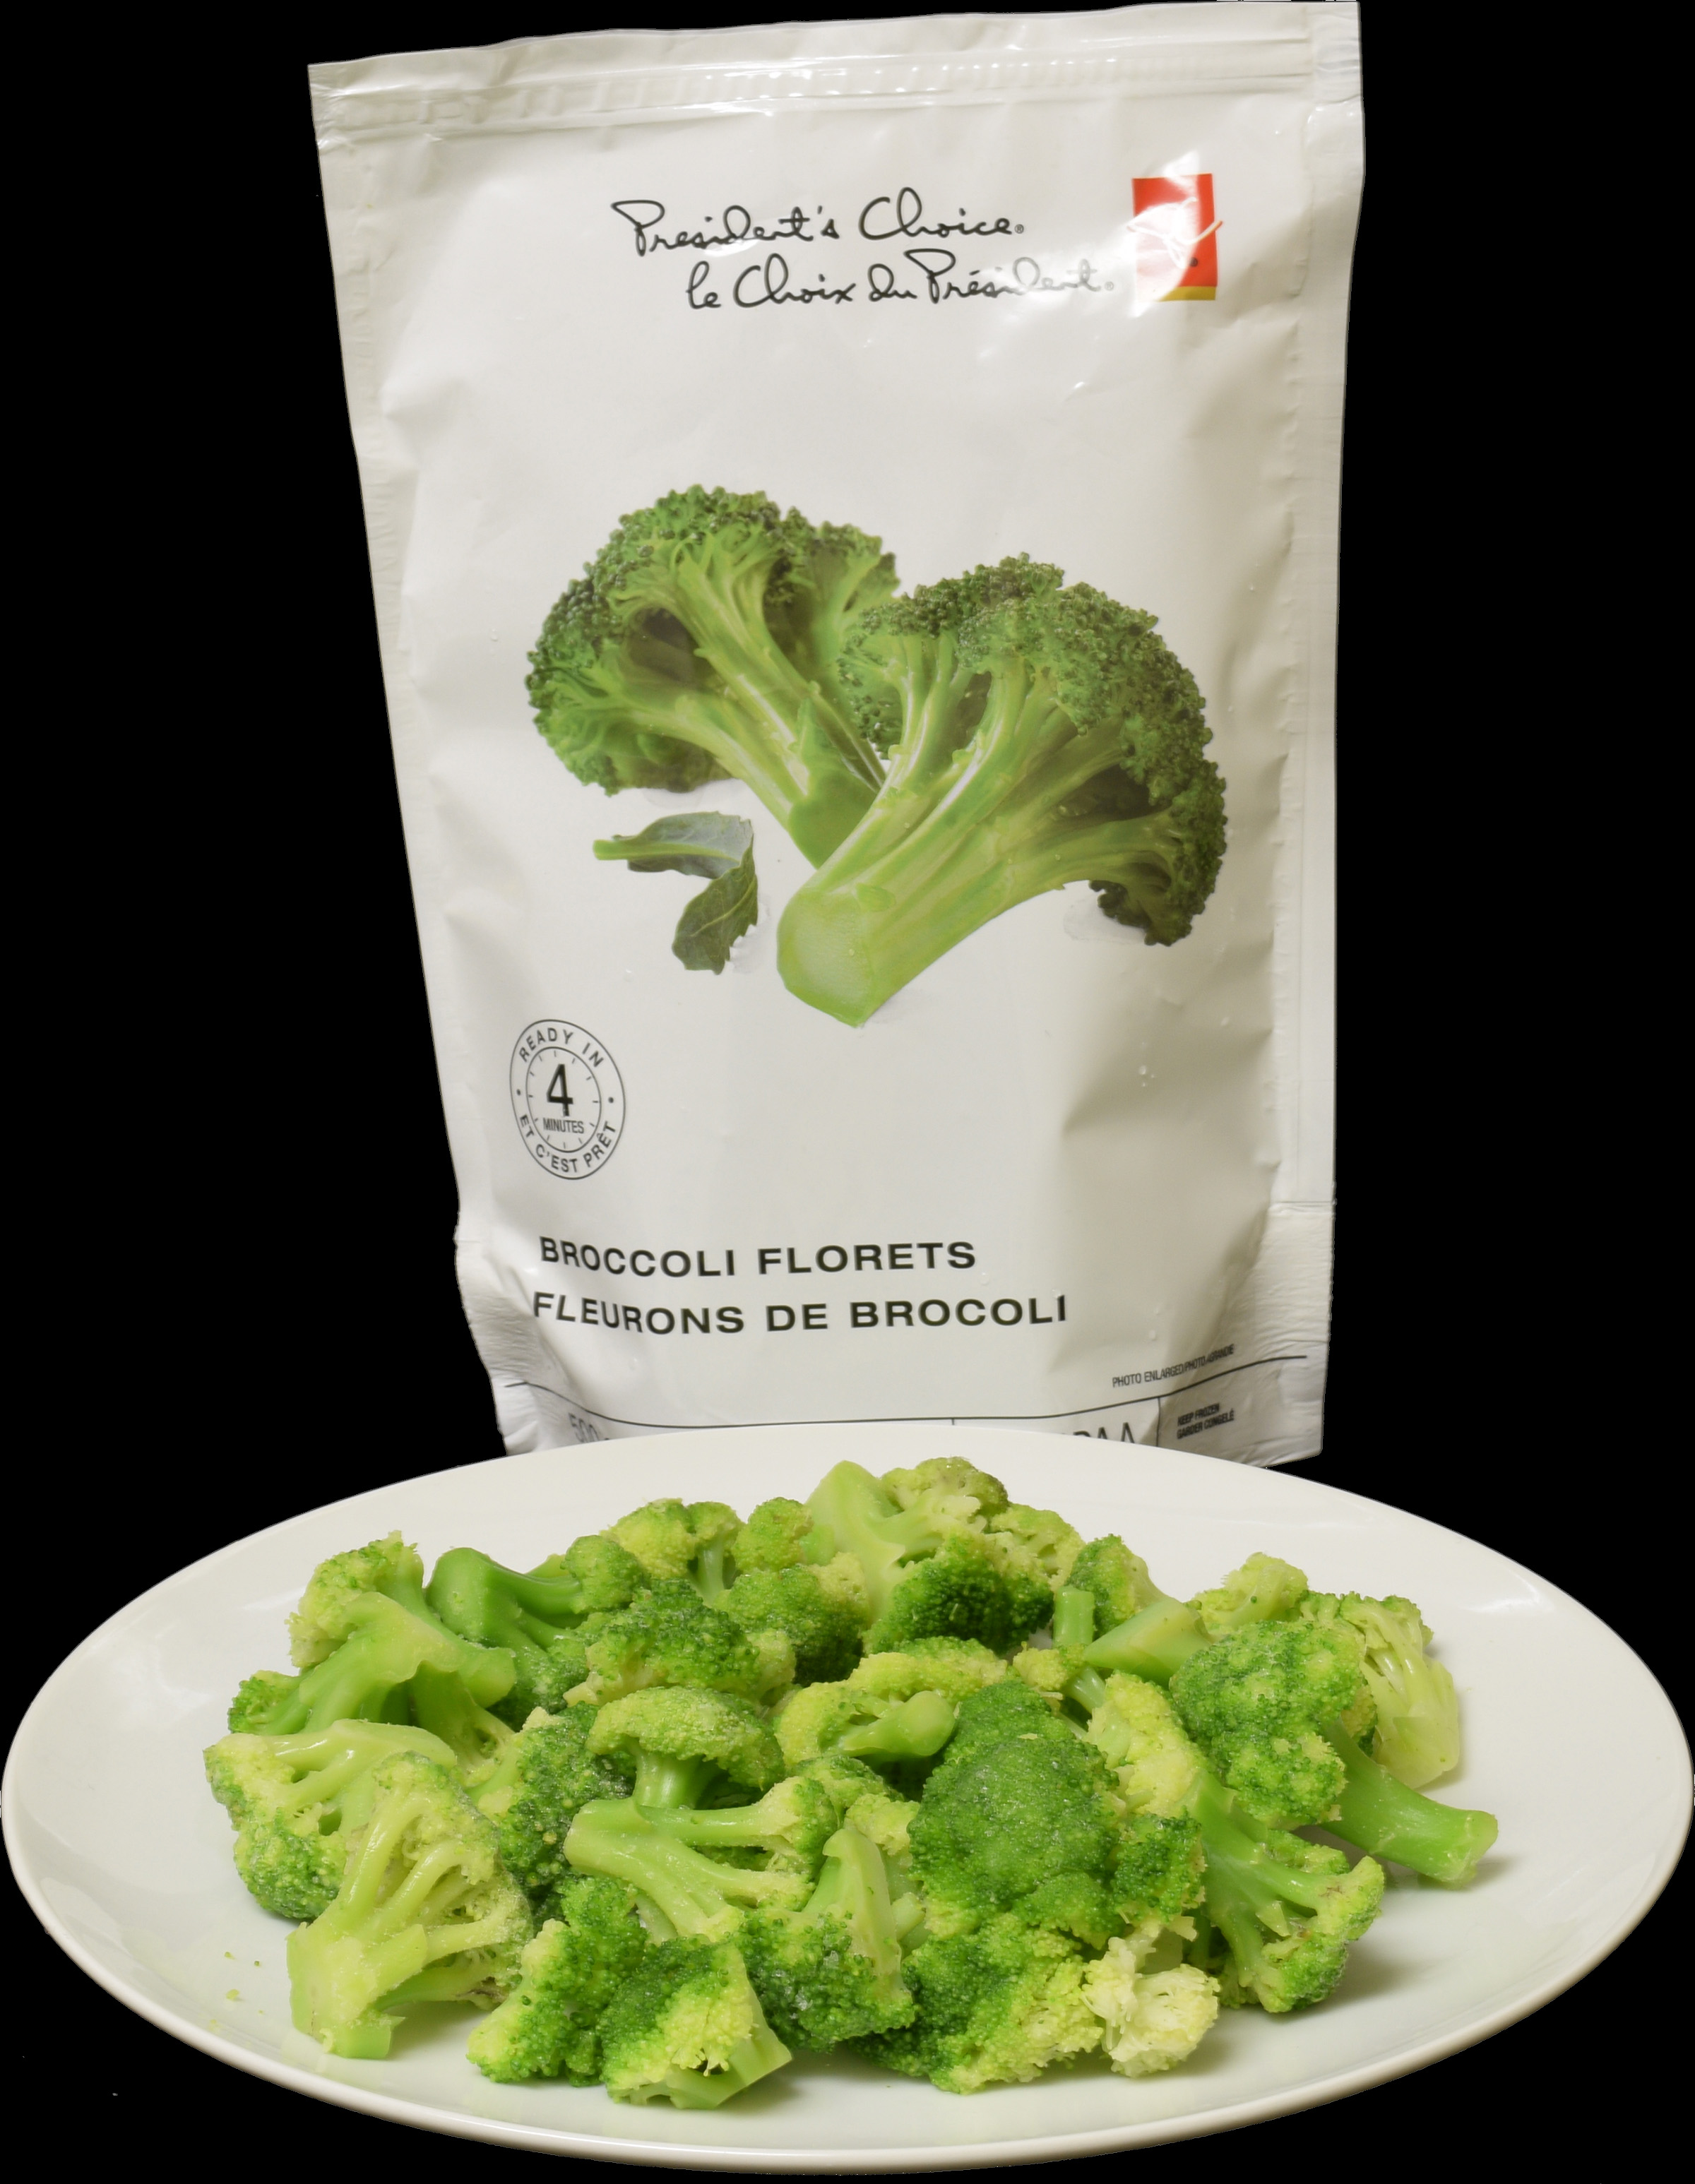 President's Choice®
le Choix du Président®
READY IN
4
MINUTES
ET C'EST PRÊT
BROCCOLI FLORETS
FLEURONS DE BROCOLI
PHOTO ENLARGED/PHOTO AGRANDIE
KEEP FROZEN
GARDER CONGELÉ